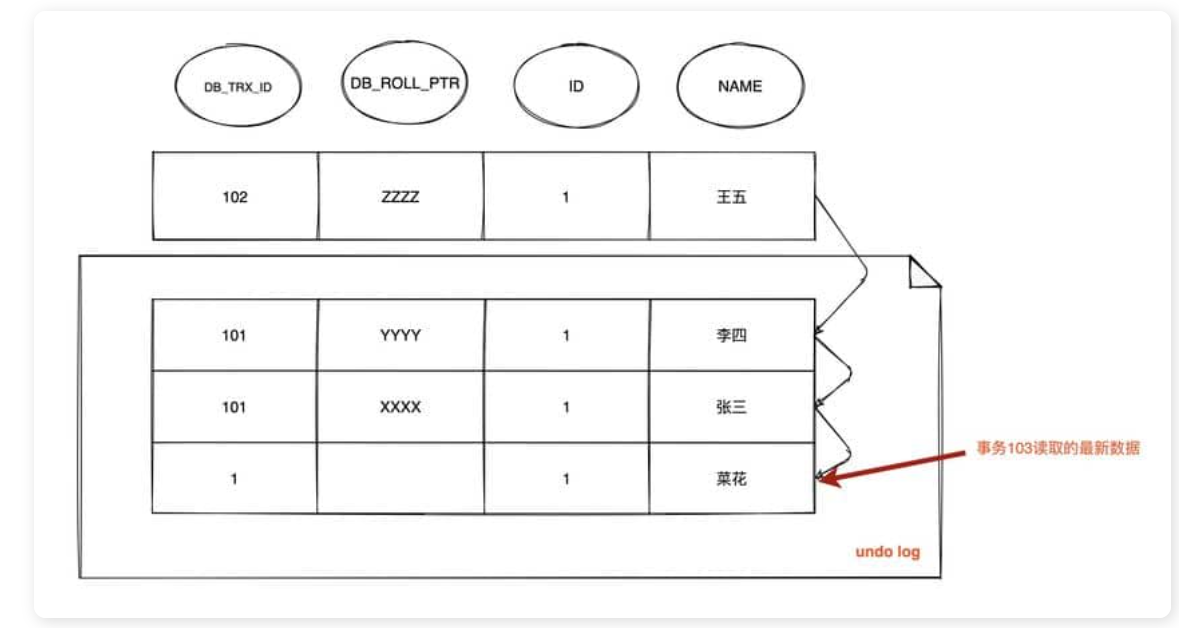 DB_TRX_ID DB_ROLL_PTR ID NAME
102 ZZZZ 1 王五
101 YYYY 1 李四
101 XXXX 1 张三
事务103读取的最新数据
1 1 菜花
undo log